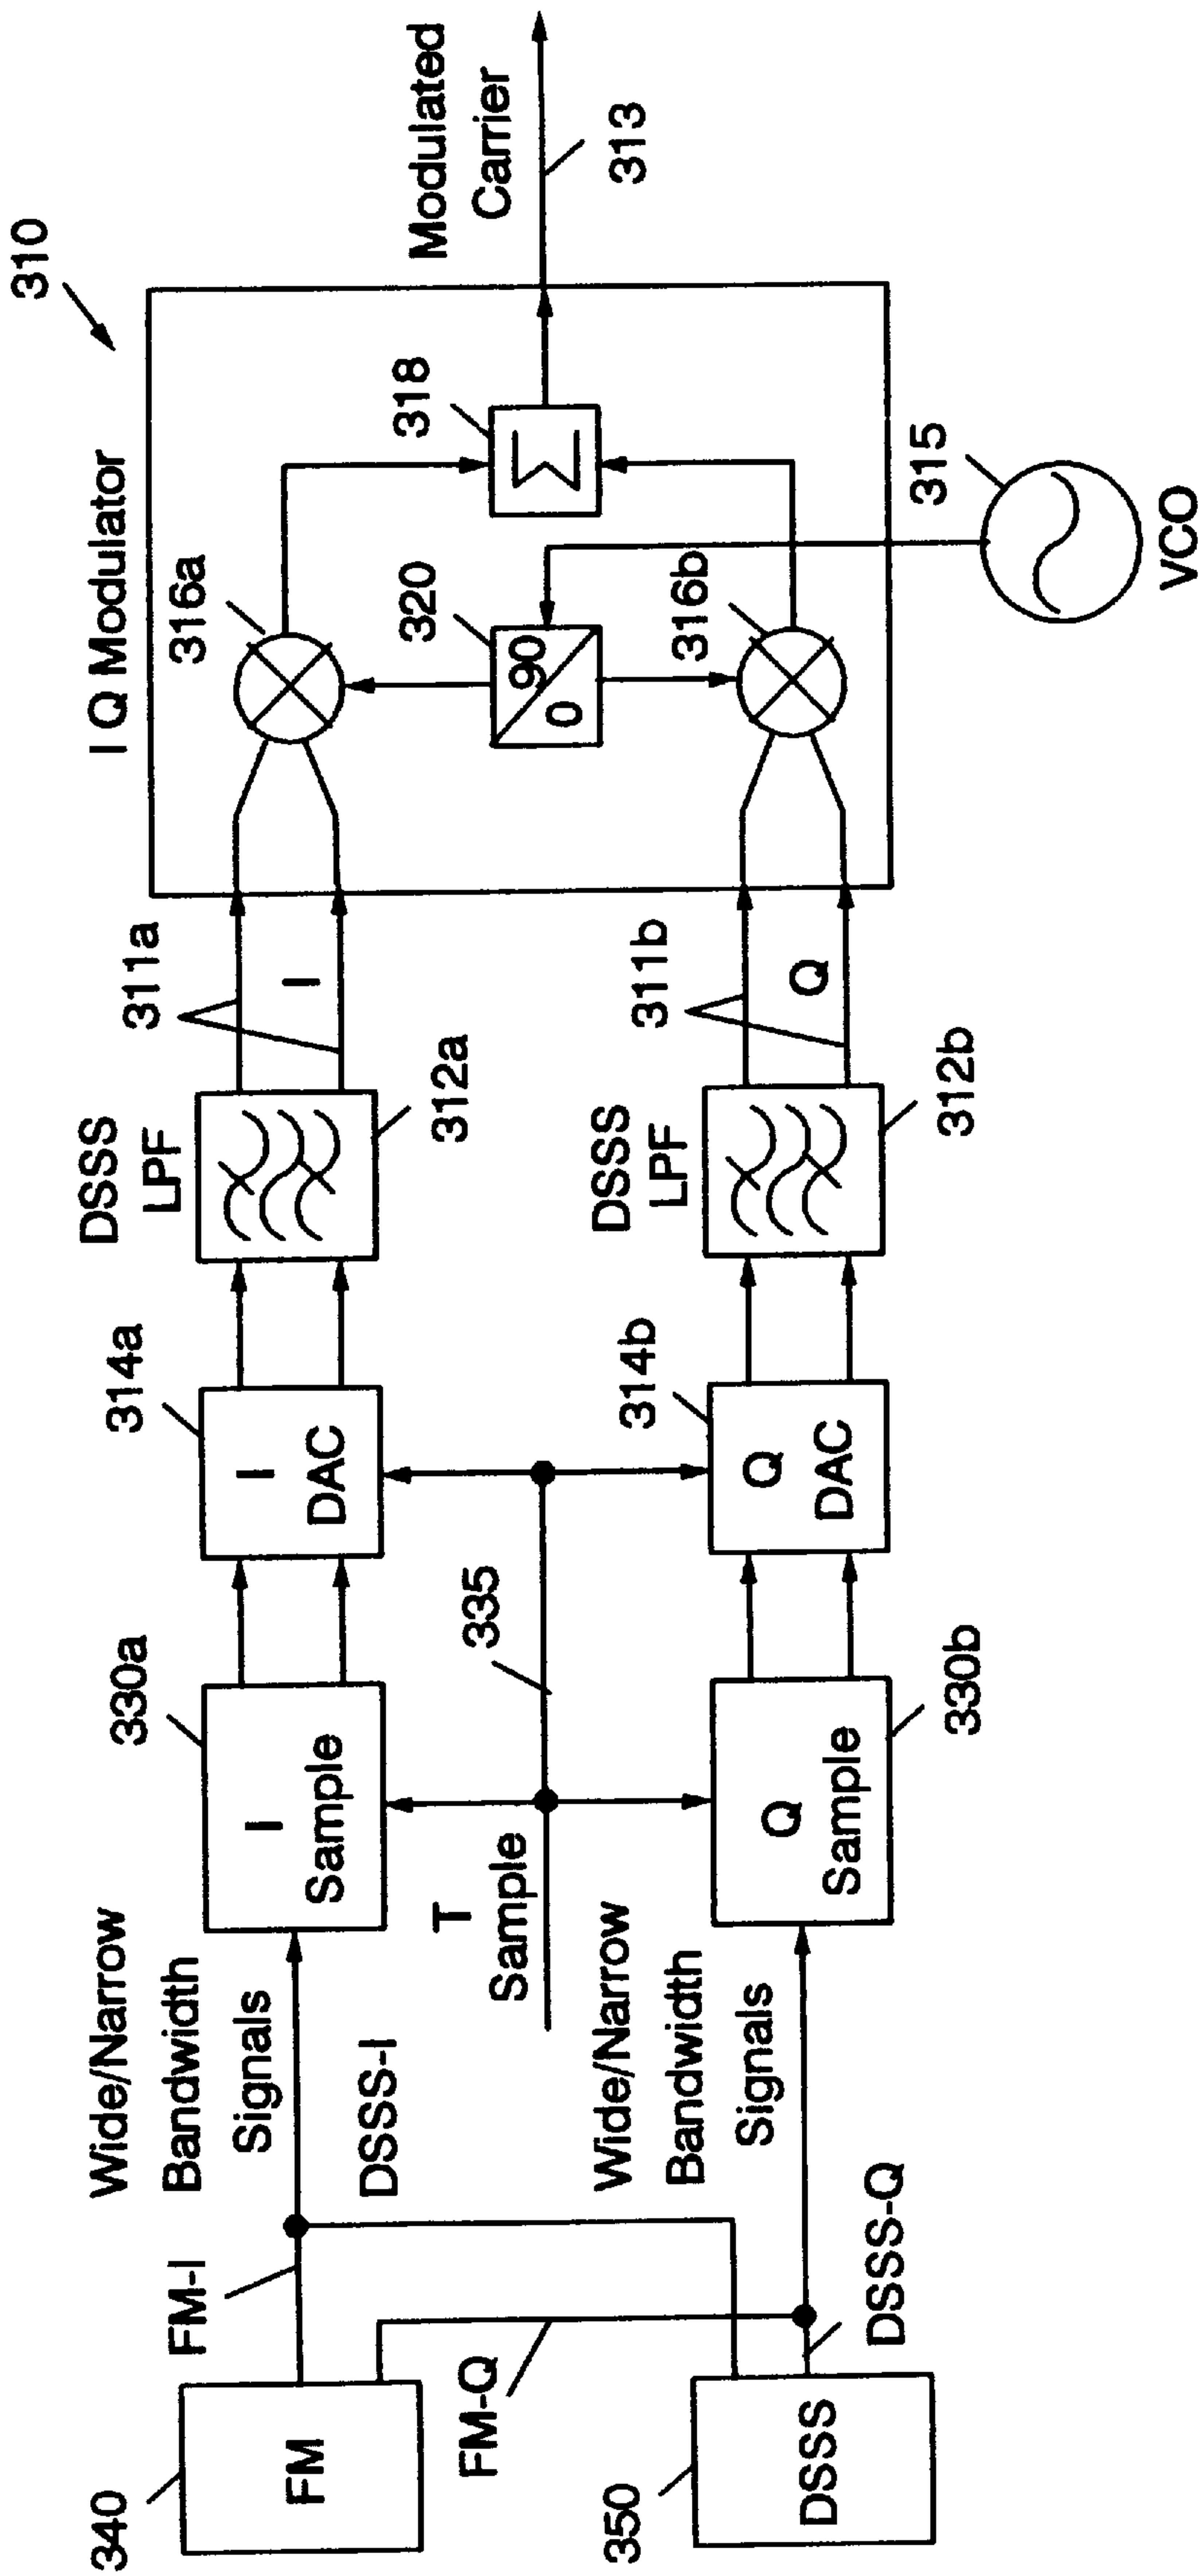 310
I Q Modulator
Modulated
Carrier
313
316a
318
320
90
0
Σ
316b
315
VCO
311a
I
311b
Q
DSSS
LPF
312a
DSSS
LPF
312b
314a
I
DAC
314b
Q
DAC
335
330a
I
Sample
330b
Q
Sample
T
Sample
Wide/Narrow
Bandwidth
Signals
DSSS-I
Wide/Narrow
Bandwidth
Signals
FM-I
FM-Q
DSSS-Q
340
FM
350
DSSS